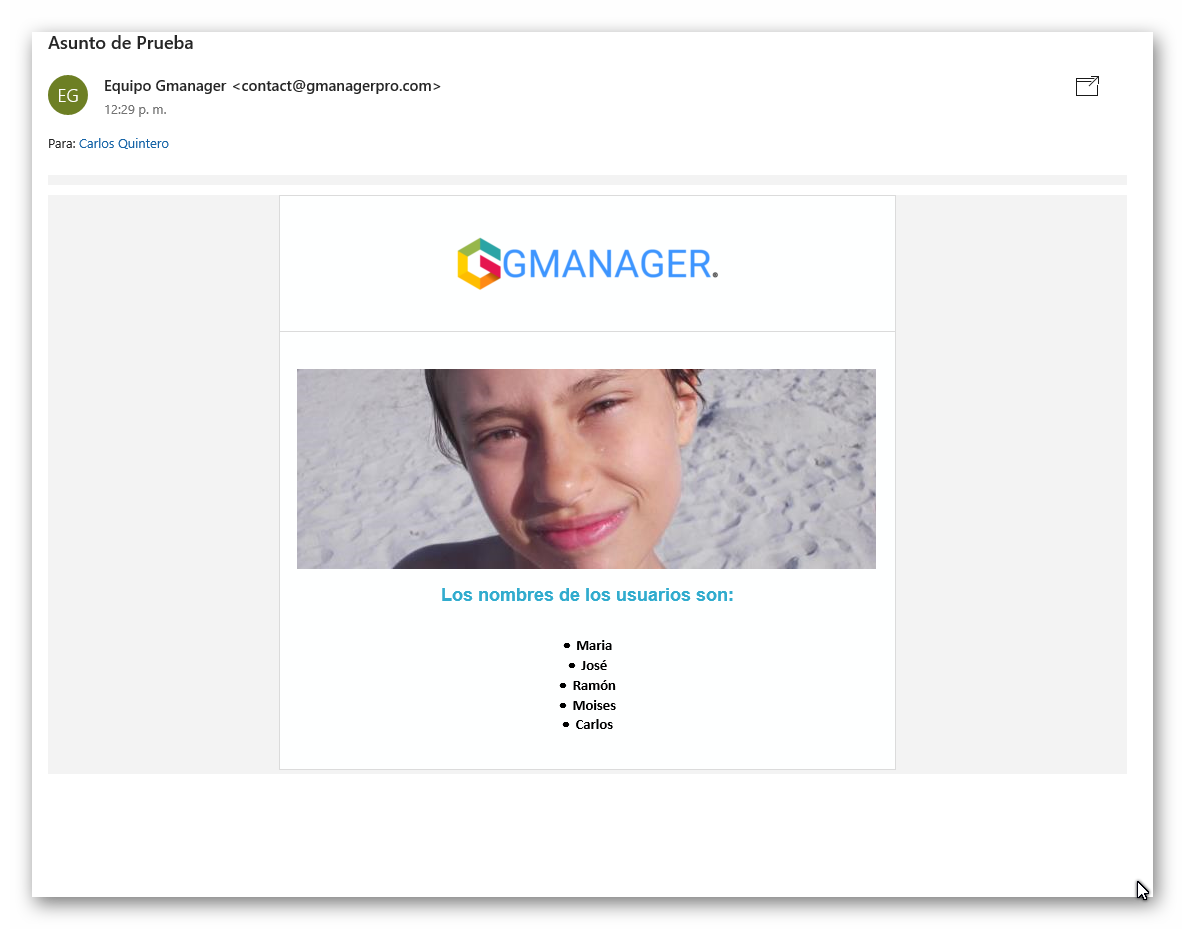 Asunto de Prueba
EG
Equipo Gmanager <contact@gmanagerpro.com>
12:29 p. m.
Para: Carlos Quintero
GMANAGER.®
Los nombres de los usuarios son:
• Maria
• José
• Ramón
• Moises
• Carlos